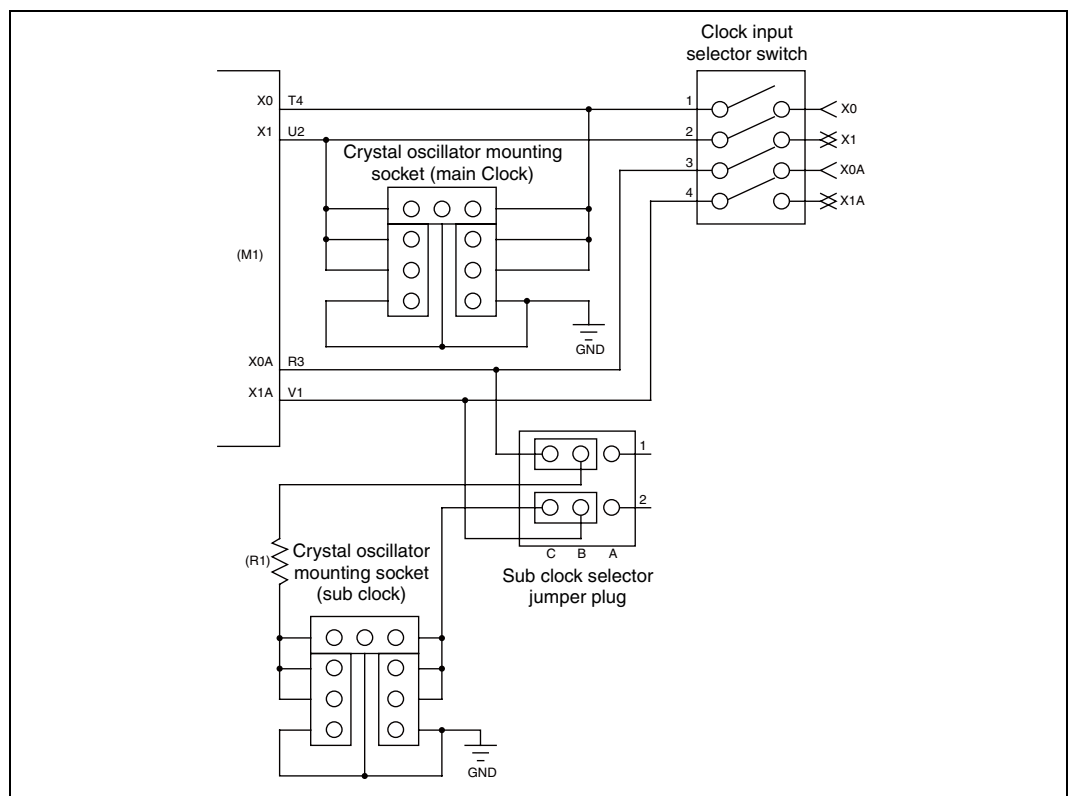 Clock input
selector switch
X0 T4
X1 U2
1
2
3
4
X0
X1
X0A
X1A
Crystal oscillator mounting
socket (main Clock)
(M1)
GND
X0A R3
X1A V1
1
2
C B A
Sub clock selector
jumper plug
(R1)
Crystal oscillator
mounting socket
(sub clock)
GND